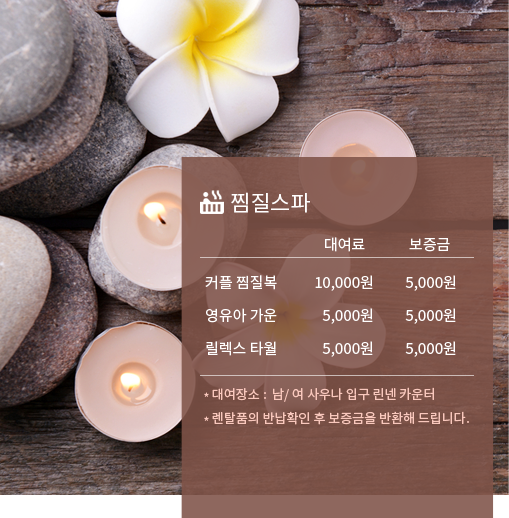 찜질스파
대여료 보증금
커플 찜질복 10,000원 5,000원
영유아 가운 5,000원 5,000원
릴렉스 타월 5,000원 5,000원
* 대여장소 : 남/ 여 사우나 입구 린넨 카운터
* 렌탈품의 반납확인 후 보증금을 반환해 드립니다.